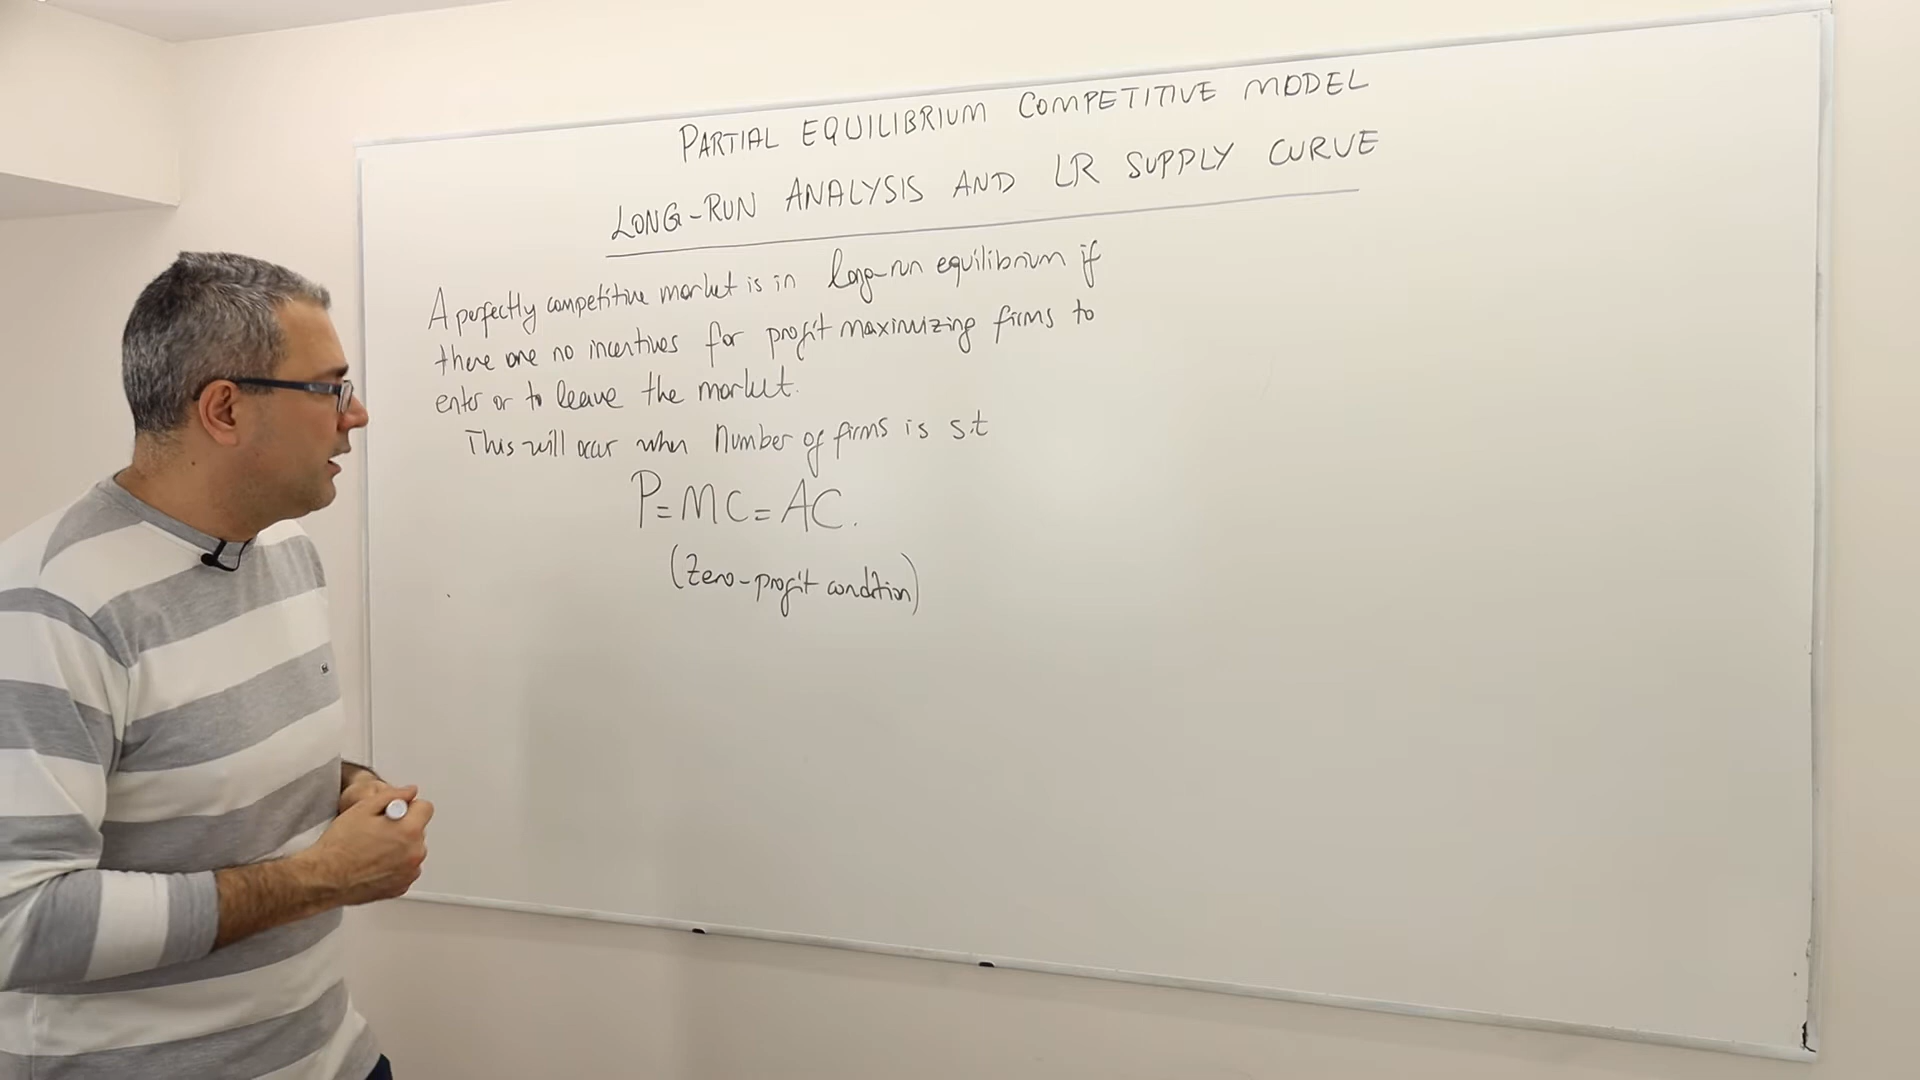 PARTIAL EQUILIBRIUM COMPETITIVE MODEL
LONG-RUN ANALYSIS AND LR SUPPLY CURVE
A perfectly competitive market is in long-run equilibrium if
there are no incentives for profit maximizing firms to
enter or to leave the market.
This will occur when number of firms is s.t
P=MC=AC.
(Zero-profit condition)